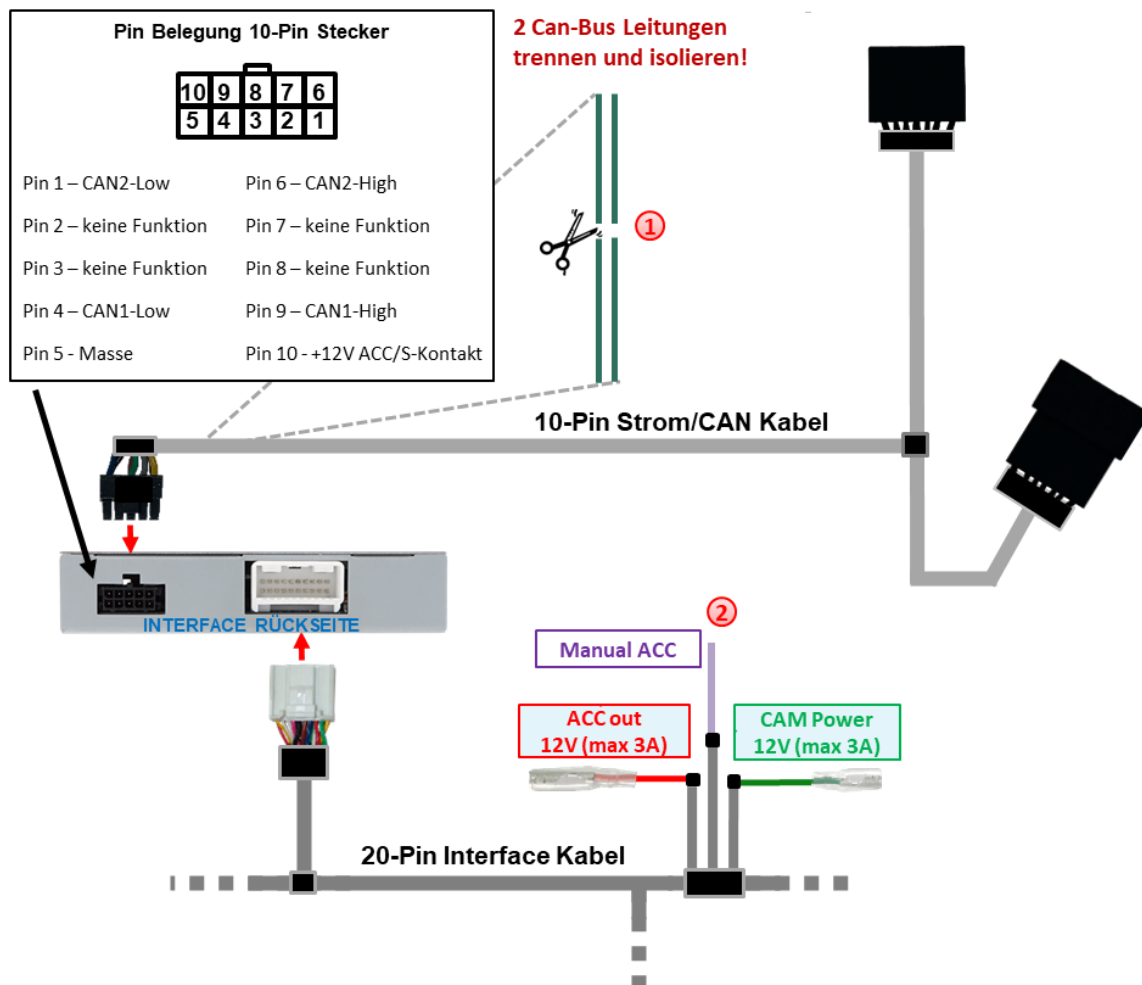 Pin Belegung 10-Pin Stecker
10 9 8 7 6
5 4 3 2 1
Pin 1 – CAN2-Low
Pin 6 – CAN2-High
Pin 2 – keine Funktion
Pin 7 – keine Funktion
Pin 3 – keine Funktion
Pin 8 – keine Funktion
Pin 4 – CAN1-Low
Pin 9 – CAN1-High
Pin 5 - Masse
Pin 10 - +12V ACC/S-Kontakt
2 Can-Bus Leitungen
trennen und isolieren!
1
10-Pin Strom/CAN Kabel
INTERFACE RÜCKSEITE
2
Manual ACC
ACC out
12V (max 3A)
CAM Power
12V (max 3A)
20-Pin Interface Kabel